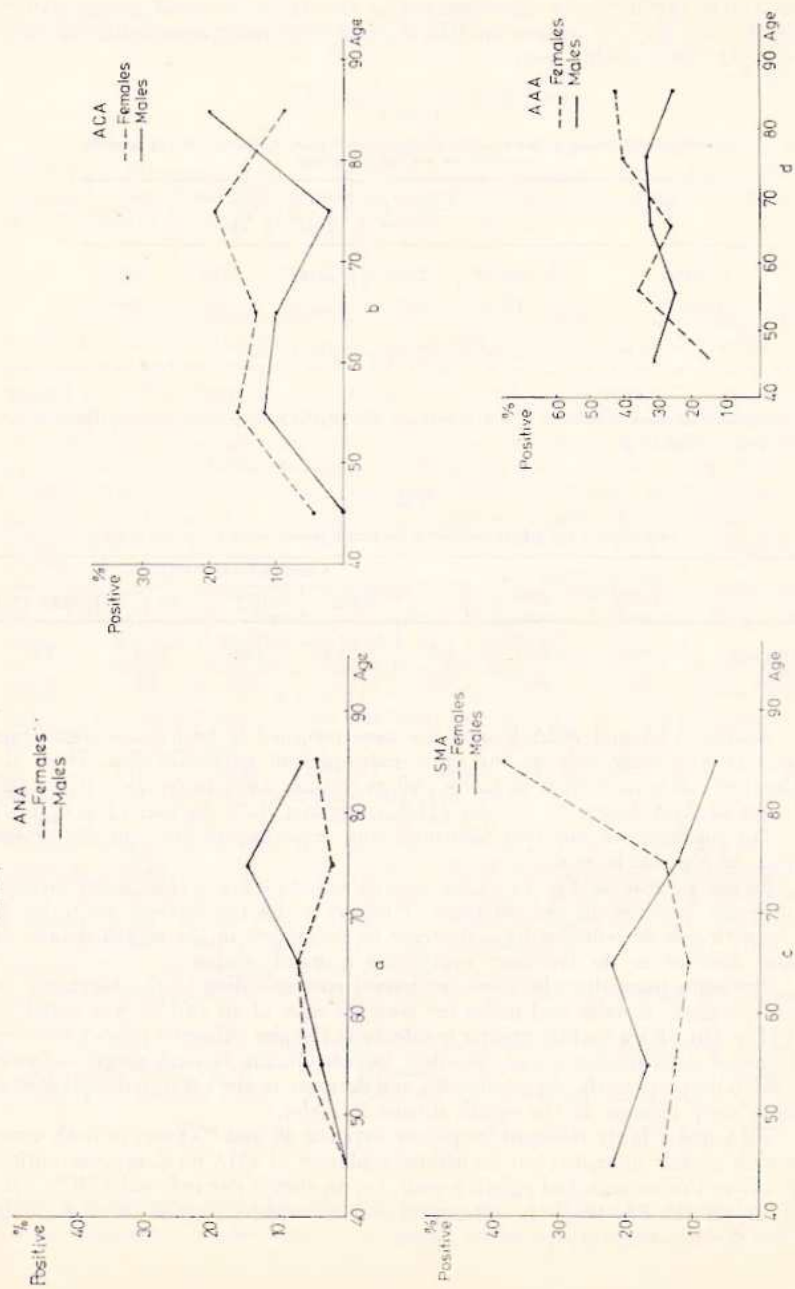 ANA
--- Females
— Males
%
Positive
40
30
20
10
40
50
60
70
80
90
Age
a
ACA
--- Females
— Males
%
Positive
30
20
10
40
50
60
70
80
90
Age
b
SMA
--- Females
— Males
%
Positive
40
30
20
10
40
50
60
70
80
90
Age
c
AAA
--- Females
— Males
%
Positive
60
50
40
30
20
10
40
50
60
70
80
90
Age
d